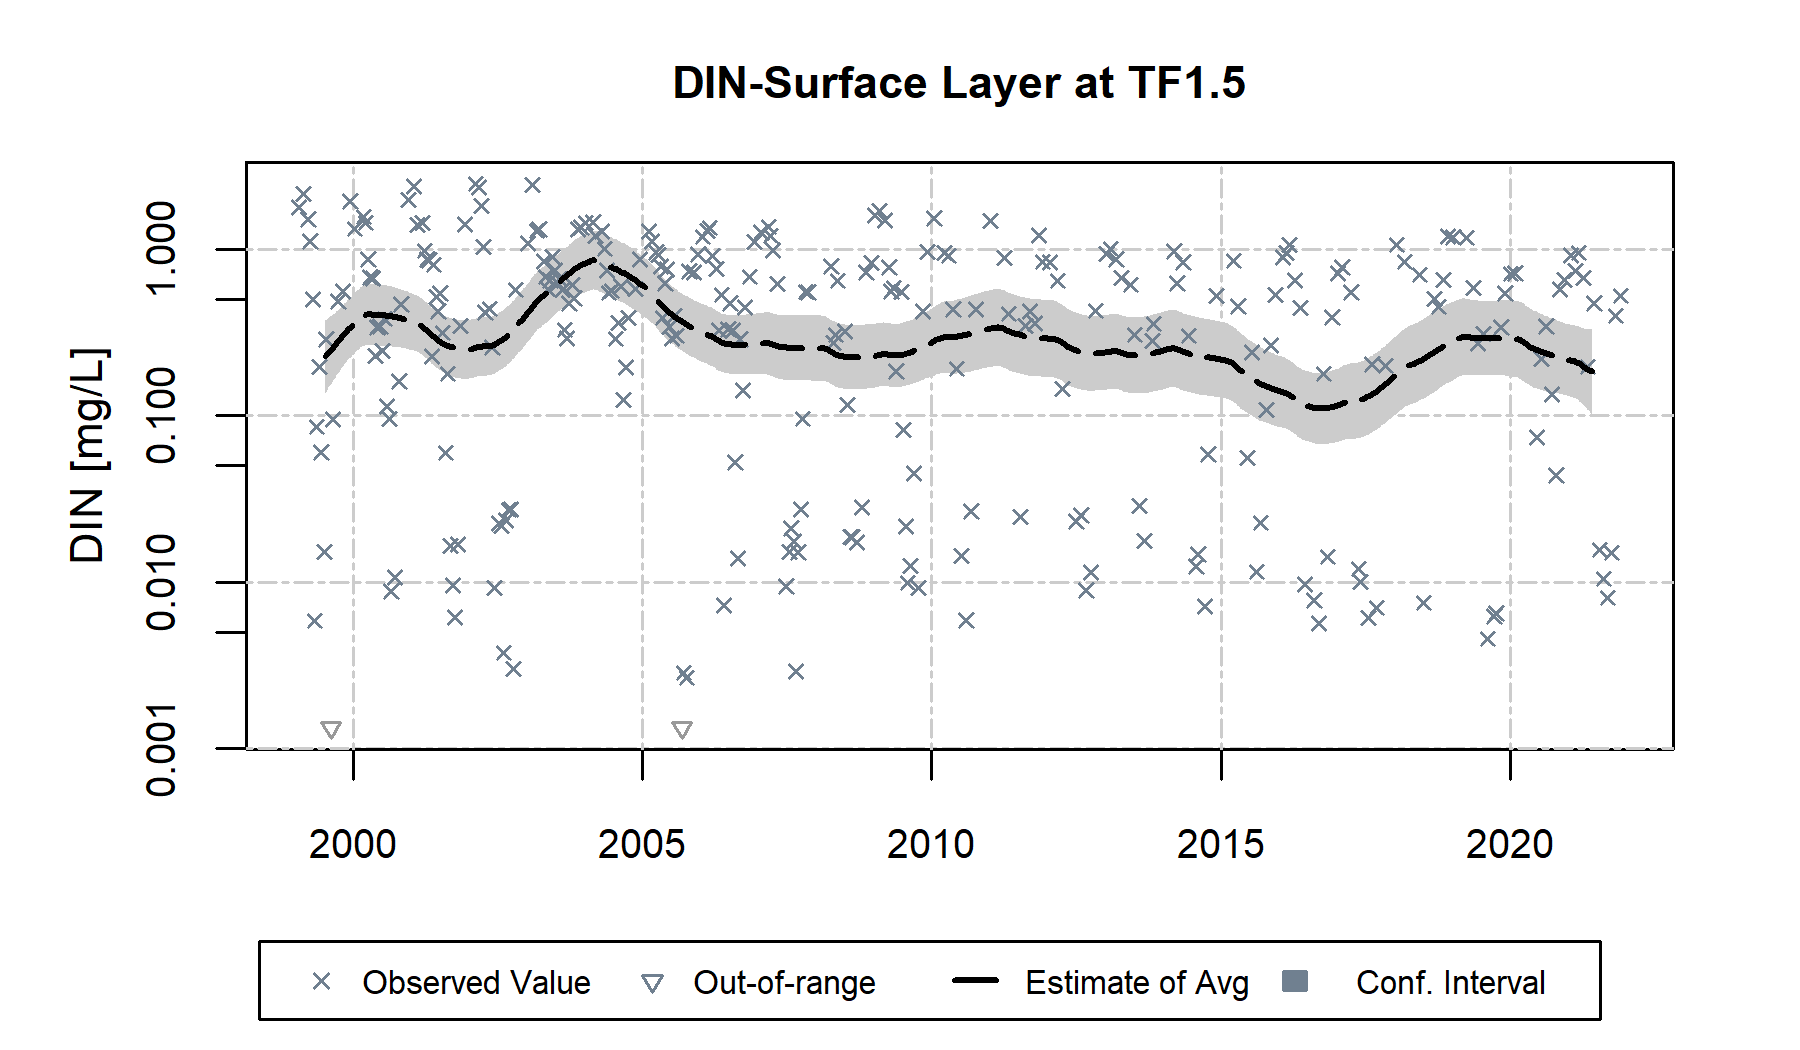 DIN-Surface Layer at TF1.5
DIN [mg/L]
1.000
0.100
0.010
0.001
2000 2005 2010 2015 2020
Observed Value Out-of-range Estimate of Avg Conf. Interval